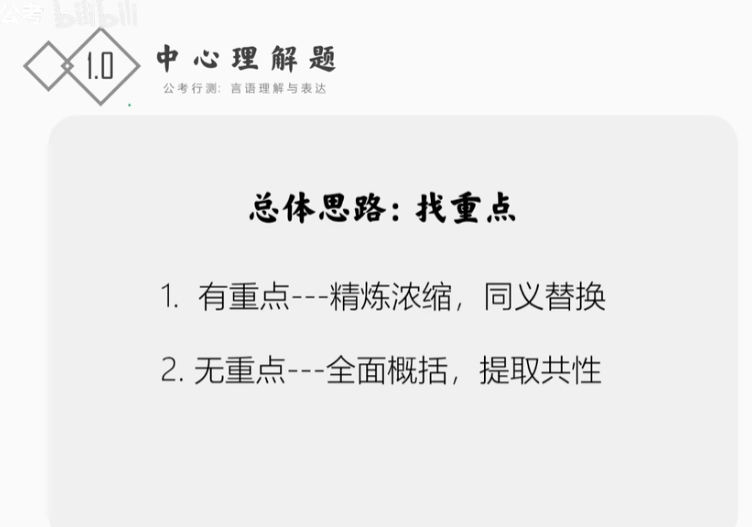 公考
bilibili
1.0
中心理解题
公考行测: 言语理解与表达
总体思路: 找重点
1. 有重点---精炼浓缩，同义替换
2. 无重点---全面概括，提取共性